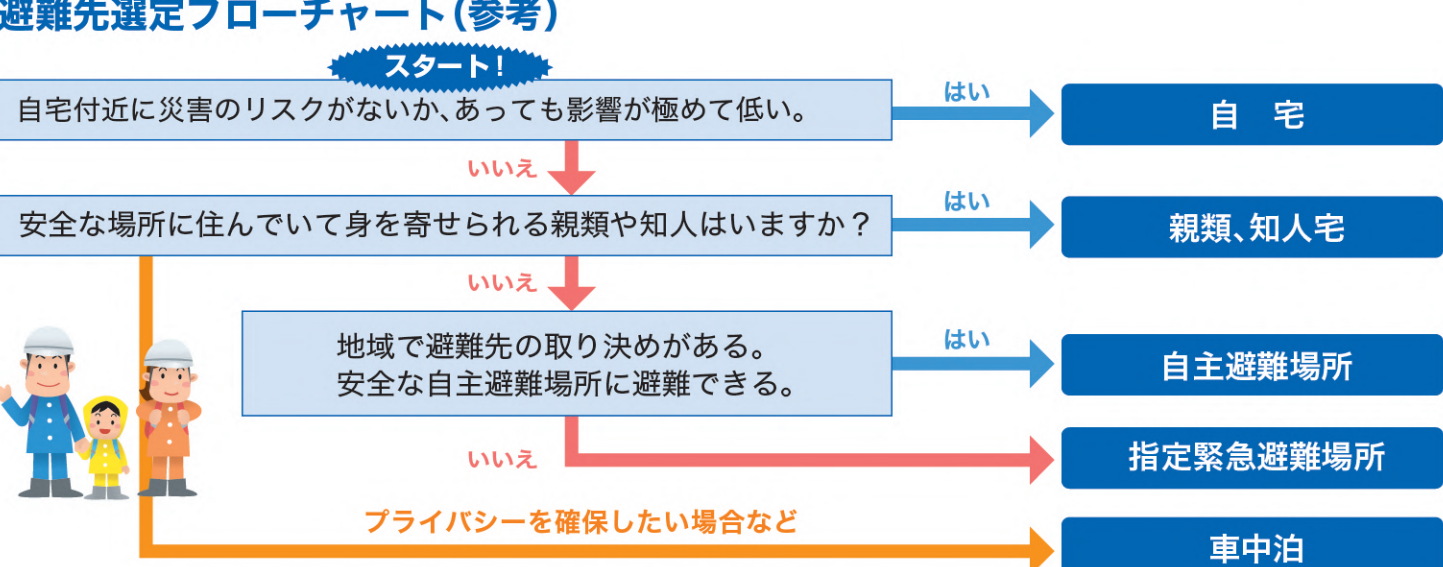 避難先選定フローチャート(参考)
スタート!
自宅付近に災害のリスクがないか、あっても影響が極めて低い。
はい
自　宅
いいえ
安全な場所に住んでいて身を寄せられる親類や知人はいますか？
はい
親類、知人宅
いいえ
地域で避難先の取り決めがある。
安全な自主避難場所に避難できる。
はい
自主避難場所
いいえ
指定緊急避難場所
プライバシーを確保したい場合など
車中泊